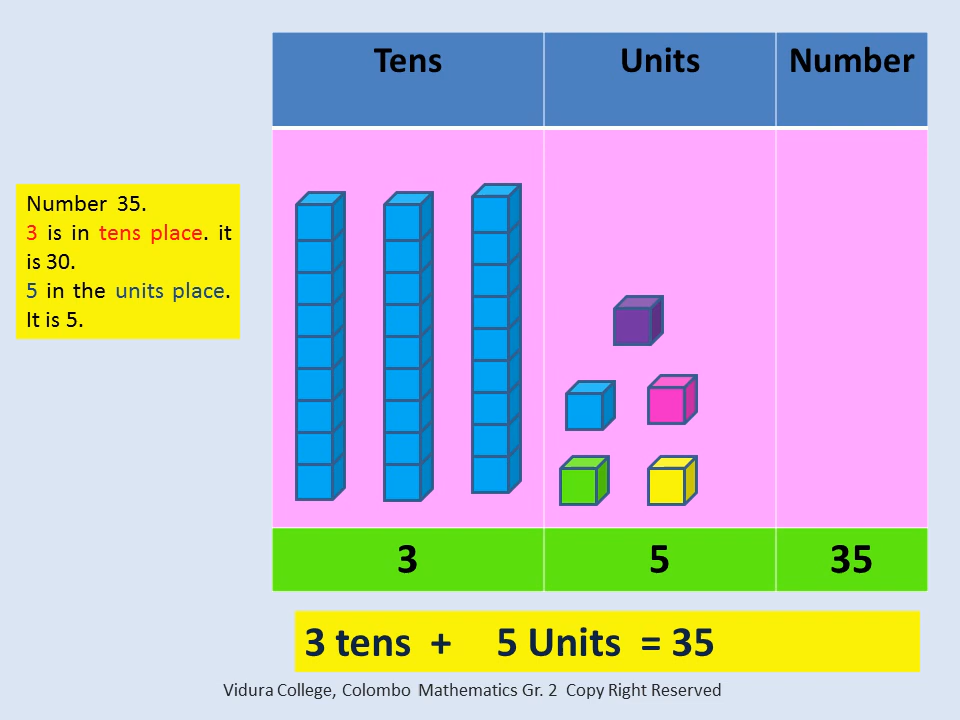 Tens Units Number
Number 35.
3 is in tens place. it
is 30.
5 in the units place.
It is 5.
3 5 35
3 tens + 5 Units = 35
Vidura College, Colombo Mathematics Gr. 2 Copy Right Reserved